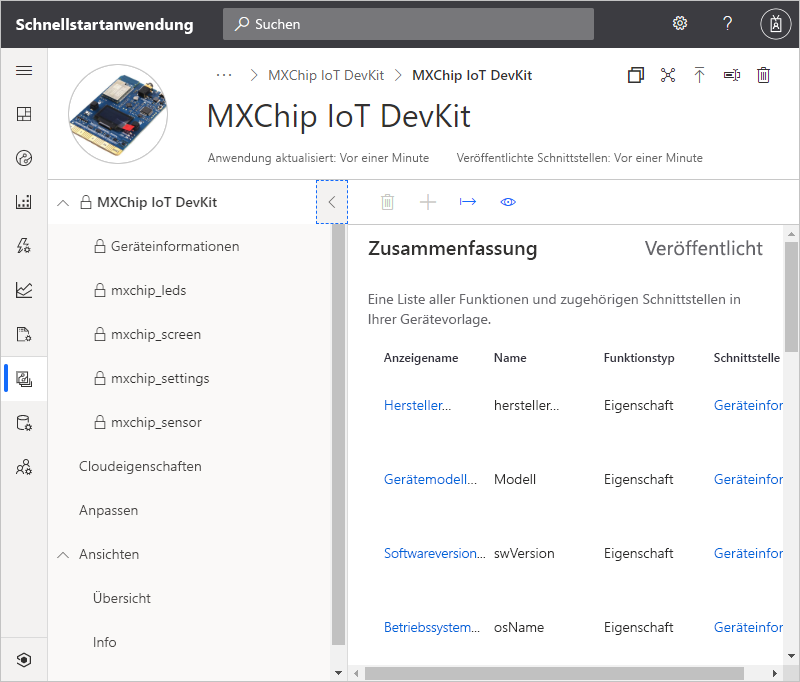 Schnellstartanwendung
Suchen
?
... > MXChip IoT DevKit > MXChip IoT DevKit
MXChip IoT DevKit
Anwendung aktualisiert: Vor einer Minute Veröffentlichte Schnittstellen: Vor einer Minute
MXChip IoT DevKit
Geräteinformationen
mxchip_leds
mxchip_screen
mxchip_settings
mxchip_sensor
Cloudeigenschaften
Anpassen
Ansichten
Übersicht
Info
Zusammenfassung Veröffentlicht
Eine Liste aller Funktionen und zugehörigen Schnittstellen in
Ihrer Gerätevorlage.
Anzeigename Name Funktionstyp Schnittstelle
Hersteller... hersteller... Eigenschaft Geräteinfor
Gerätemodell... Modell Eigenschaft Geräteinfor
Softwareversion... swVersion Eigenschaft Geräteinfor
Betriebssystem... osName Eigenschaft Geräteinfor